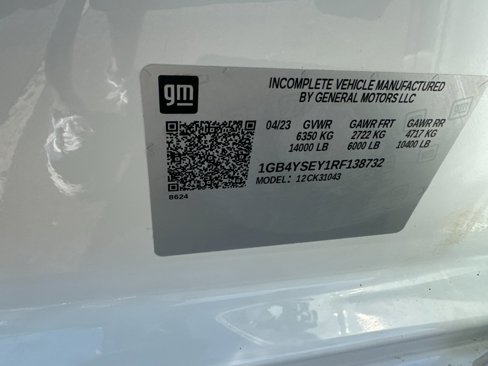 gm
INCOMPLETE VEHICLE MANUFACTURED
BY GENERAL MOTORS LLC
04/23 GVWR GAWR FRT GAWR RR
6350 KG 2722 KG 4717 KG
14000 LB 6000 LB 10400 LB
1GB4YSEY1RF138732
MODEL: 12CK31043
8624